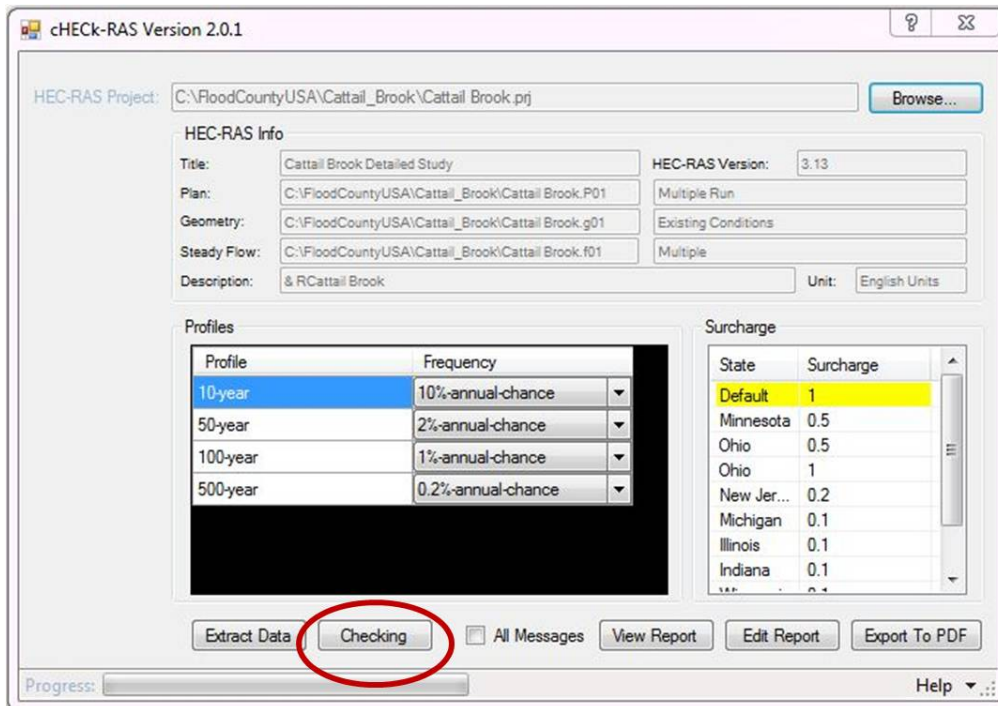 cHECk-RAS Version 2.0.1
HEC-RAS Project: C:\FloodCountyUSA\Cattail_Brook\Cattail Brook.prj Browse...
HEC-RAS Info
Title: Cattail Brook Detailed Study HEC-RAS Version: 3.13
Plan: C:\FloodCountyUSA\Cattail_Brook\Cattail Brook.P01 Multiple Run
Geometry: C:\FloodCountyUSA\Cattail_Brook\Cattail Brook.g01 Existing Conditions
Steady Flow: C:\FloodCountyUSA\Cattail_Brook\Cattail Brook.f01 Multiple
Description: & RCattail Brook Unit: English Units
Profiles
Profile Frequency
10-year 10%-annual-chance
50-year 2%-annual-chance
100-year 1%-annual-chance
500-year 0.2%-annual-chance
Surcharge
State Surcharge
Default 1
Minnesota 0.5
Ohio 0.5
Ohio 1
New Jer... 0.2
Michigan 0.1
Illinois 0.1
Indiana 0.1
Extract Data Checking All Messages View Report Edit Report Export To PDF
Progress: Help